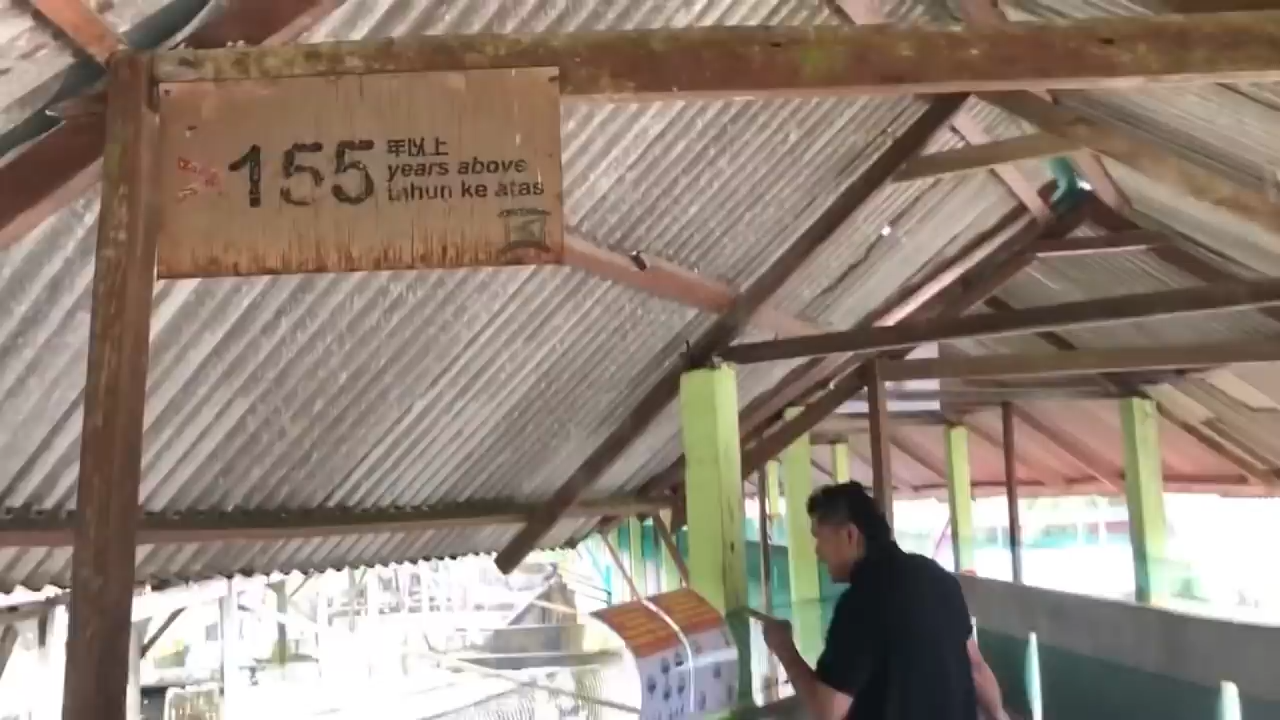 155
年以上
years above
tahun ke atas